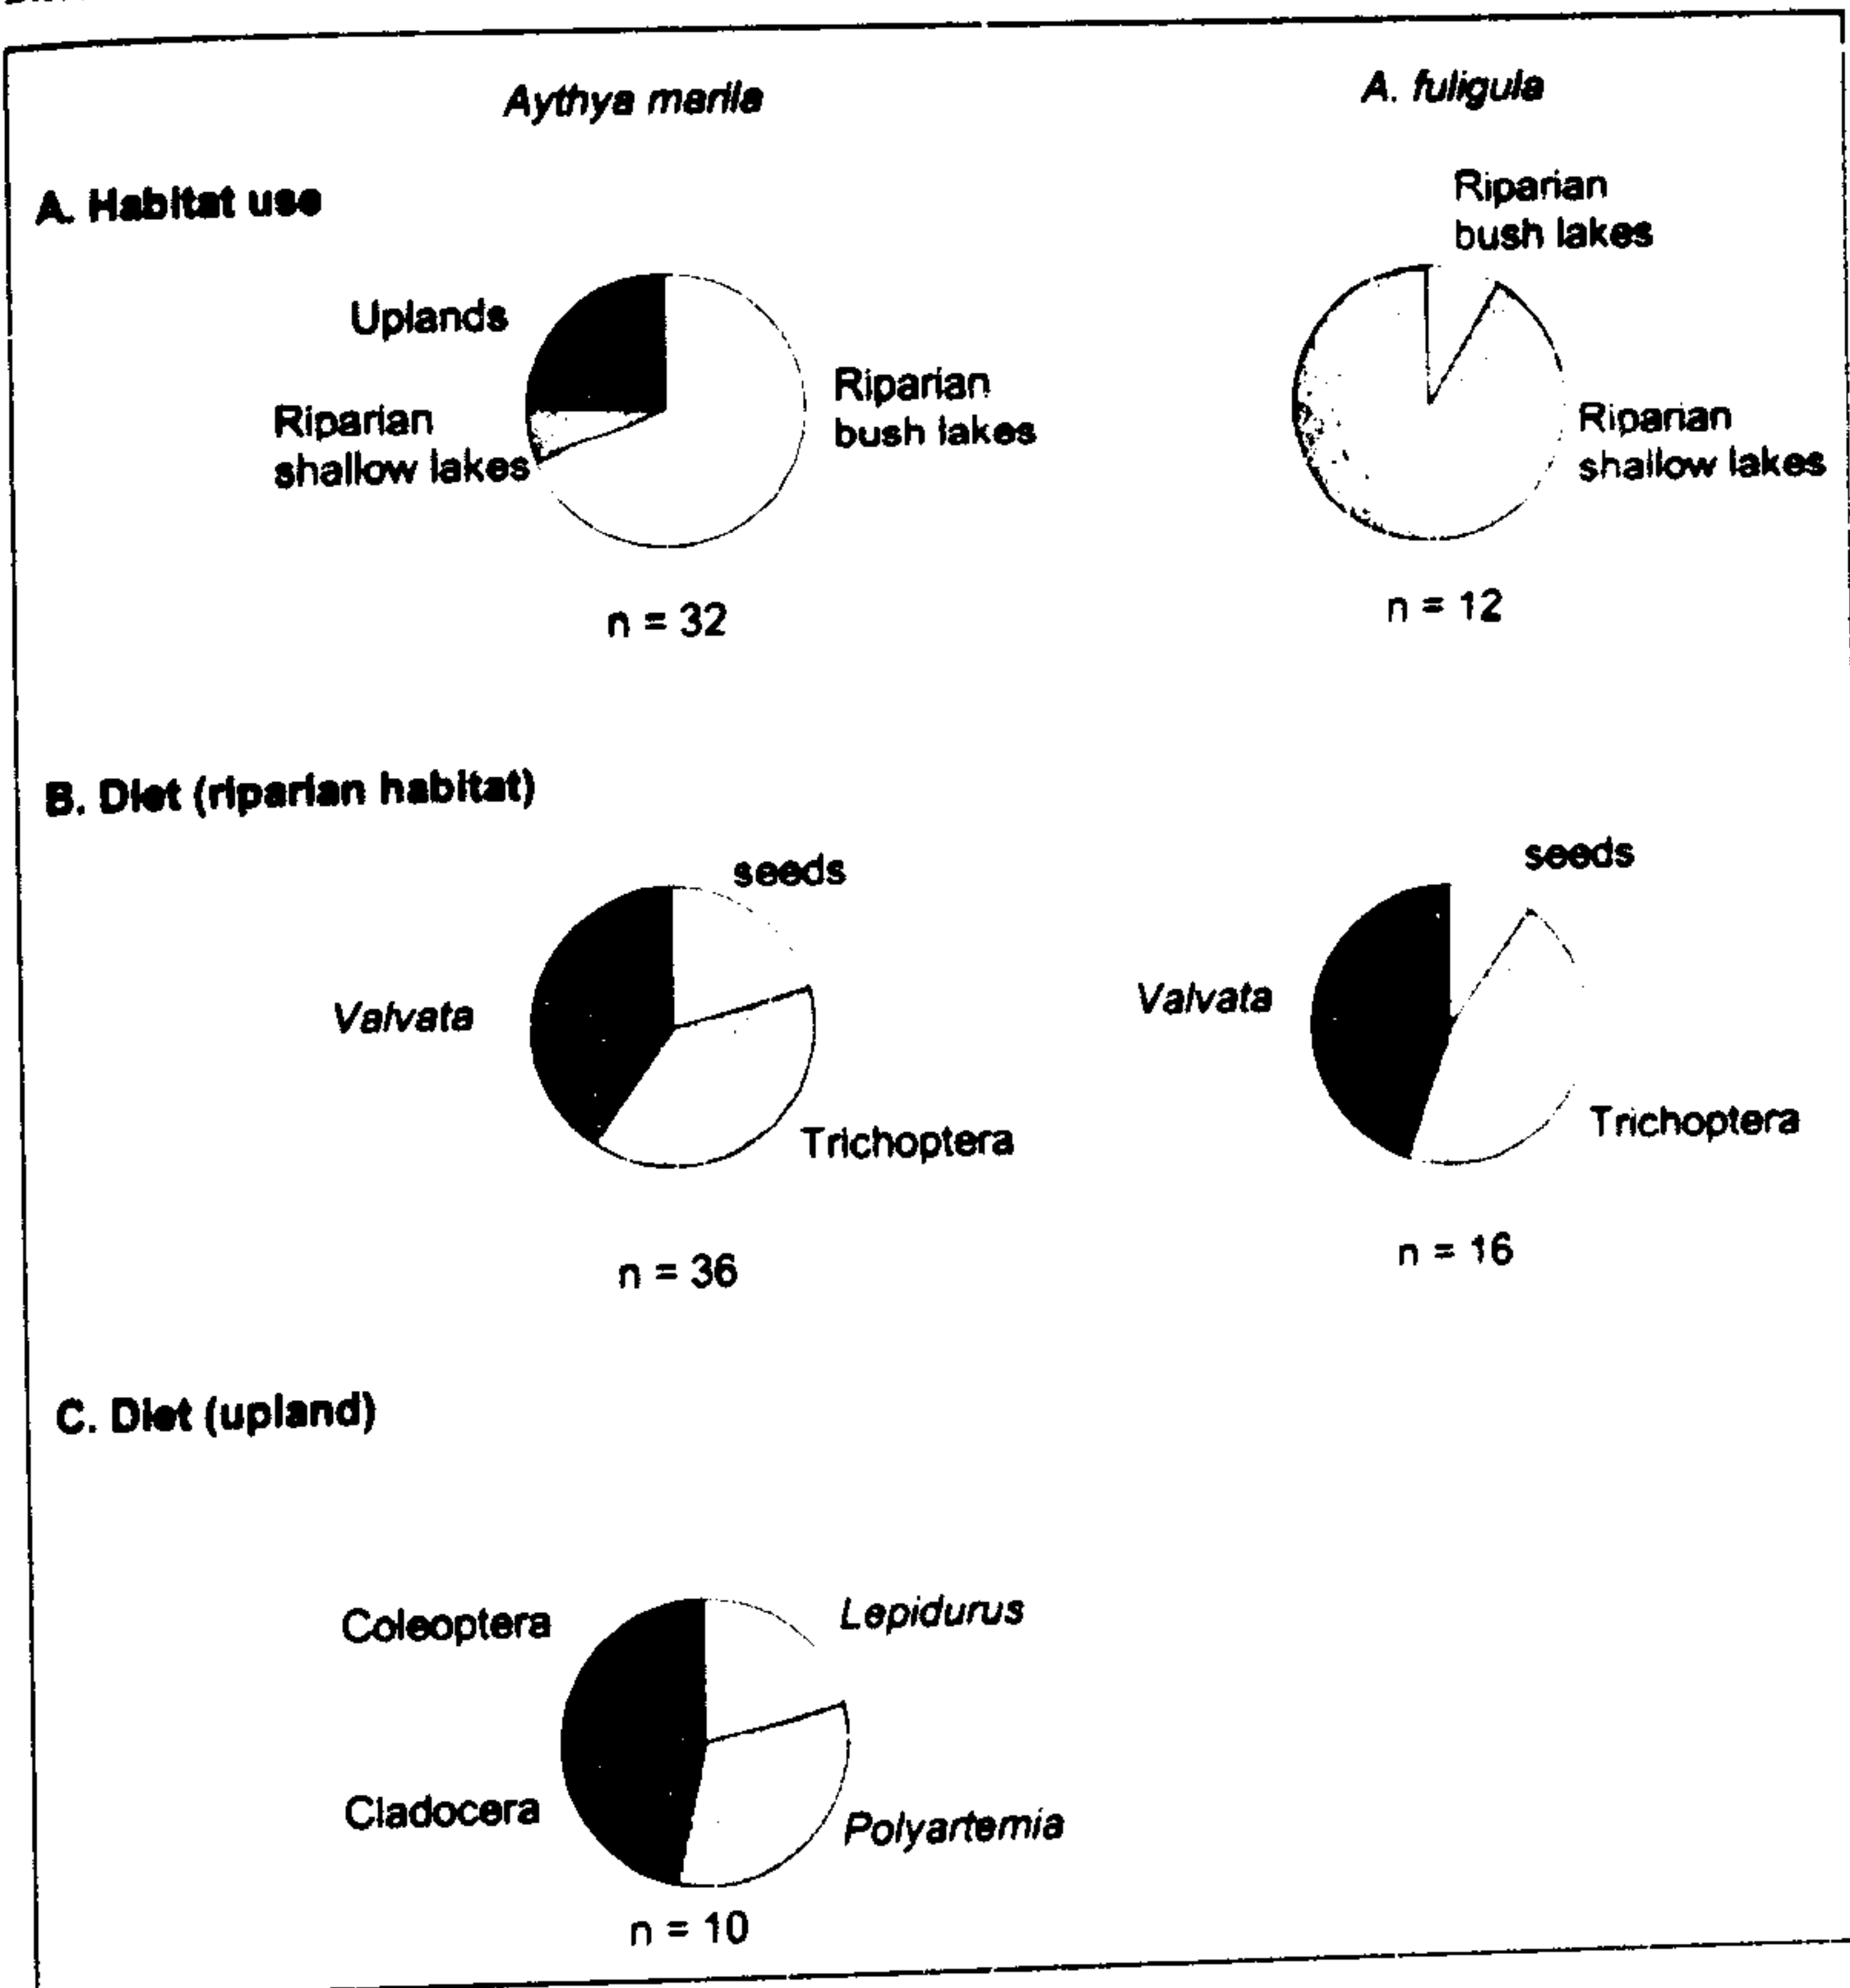 Aythya marila
A. fuligula
A. Habitat use
Uplands
Riparian
shallow lakes
Riparian
bush lakes
n = 32
Riparian
bush lakes
Riparian
shallow lakes
n = 12
B. Diet (riparian habitat)
seeds
Valvata
Trichoptera
n = 36
seeds
Valvata
Trichoptera
n = 16
C. Diet (upland)
Coleoptera
Lepidurus
Cladocera
Polyartemia
n = 10